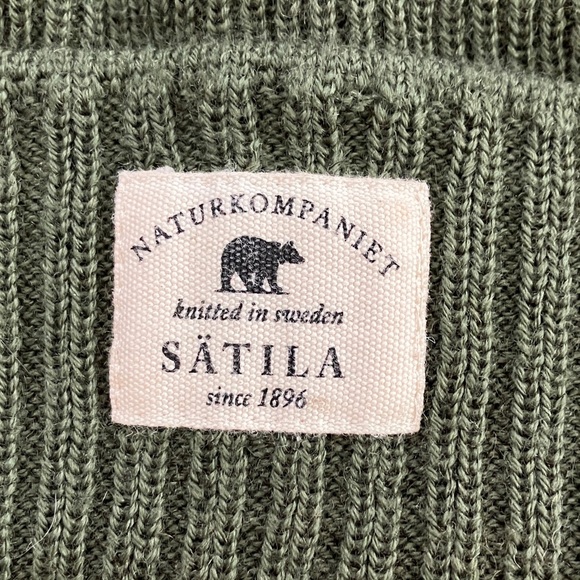 NATURKOMPANIET
knitted in sweden
SÄTILA
since 1896